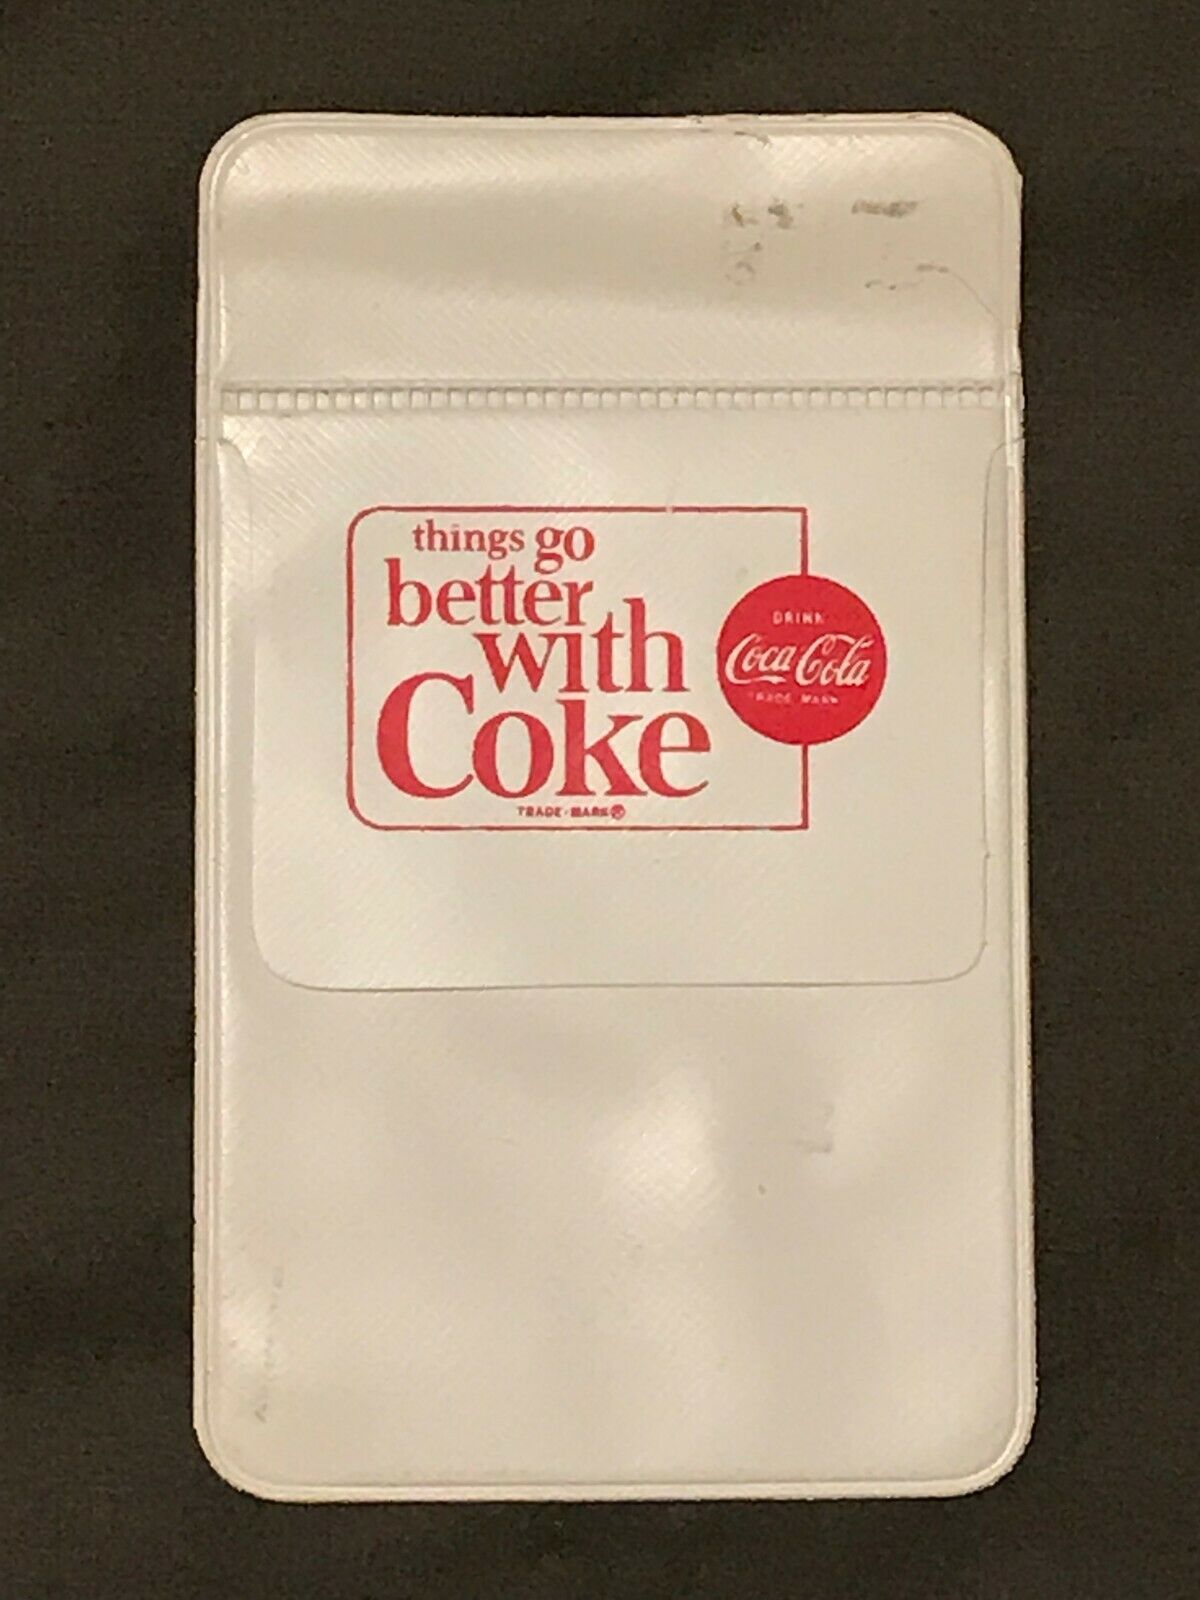 things go
better
with
Coke
TRADE-MARK®
DRINK
Coca-Cola
TRADE MARK